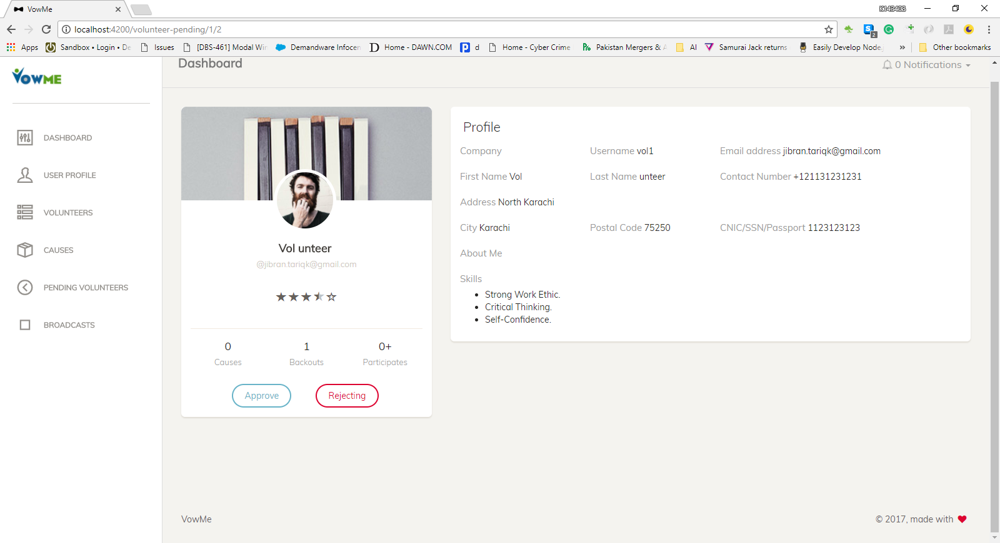 VowMe
K143408
localhost:4200/volunteer-pending/1/2
2
Apps Sandbox • Login • De Issues [DBS-461] Modal Win Demandware Infocen Home - DAWN.COM d Home - Cyber Crime Pakistan Mergers & A AI Samurai Jack returns Easily Develop Node. » Other bookmarks
VOWME
Dashboard
0 Notifications
DASHBOARD
USER PROFILE
VOLUNTEERS
CAUSES
PENDING VOLUNTEERS
BROADCASTS
Vol unteer
@jibran.tariqk@gmail.com
0 1 0+
Causes Backouts Participates
Approve Rejecting
Profile
Company Username vol1 Email address jibran.tariqk@gmail.com
First Name Vol Last Name unteer Contact Number +121131231231
Address North Karachi
City Karachi Postal Code 75250 CNIC/SSN/Passport 1123123123
About Me
Skills
• Strong Work Ethic.
• Critical Thinking.
• Self-Confidence.
VowMe
© 2017, made with